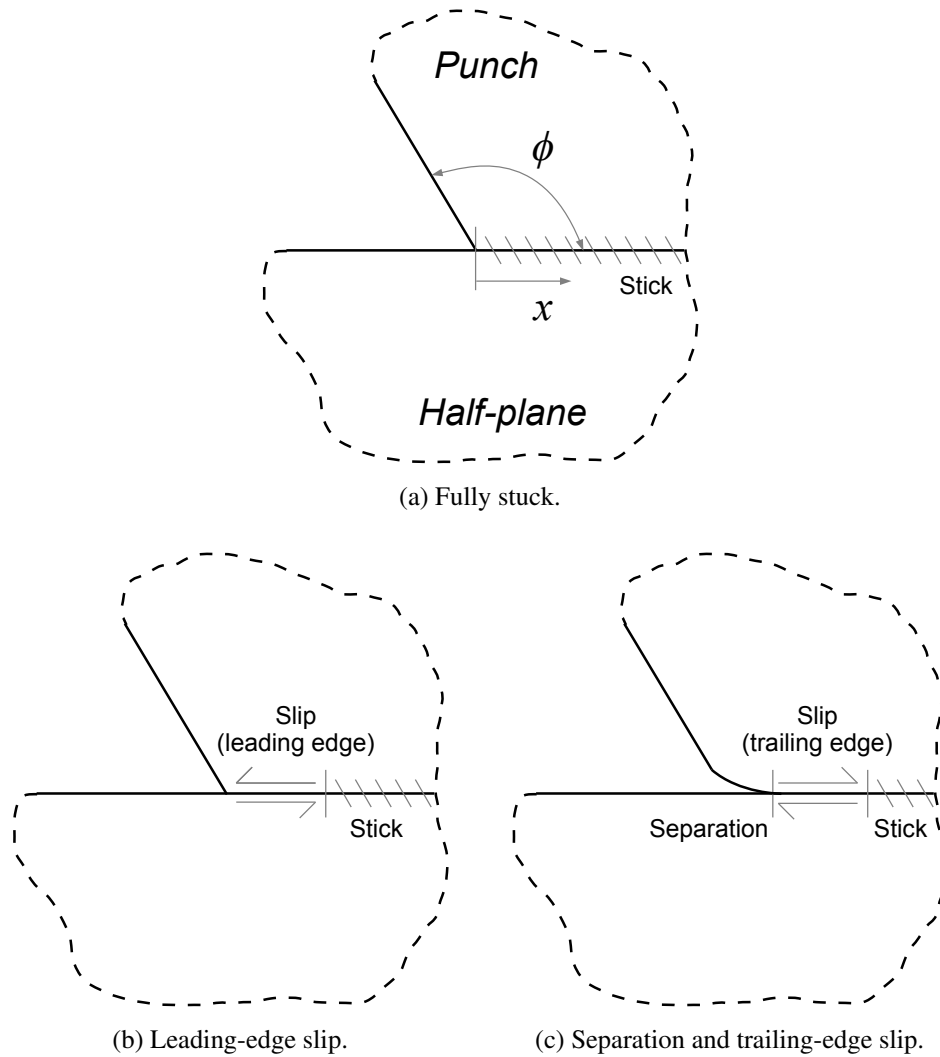 Punch
ϕ
Stick
x
Half-plane
(a) Fully stuck.
Slip
(leading edge)
Stick
(b) Leading-edge slip.
Slip
(trailing edge)
Separation
Stick
(c) Separation and trailing-edge slip.